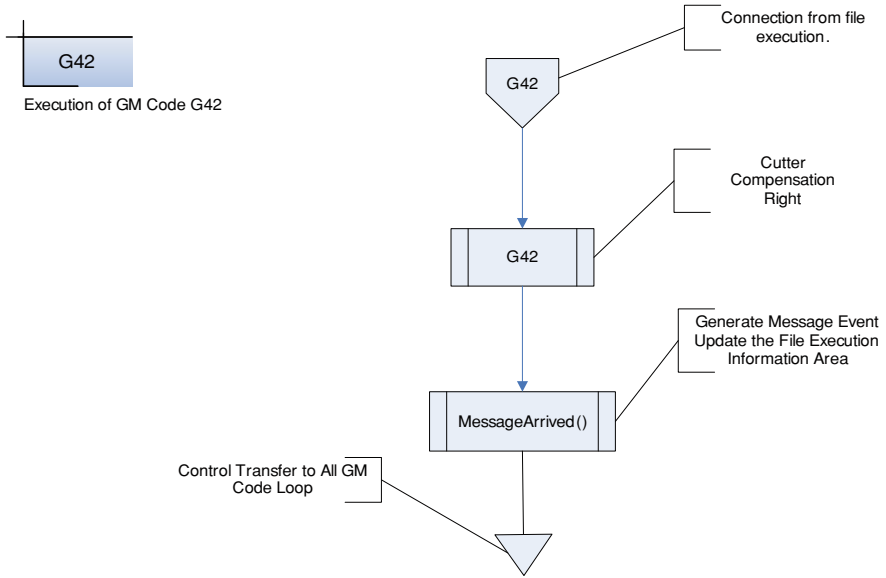 G42
Execution of GM Code G42
Connection from file
execution.
G42
Cutter
Compensation
Right
G42
Generate Message Event
Update the File Execution
Information Area
MessageArrived()
Control Transfer to All GM
Code Loop